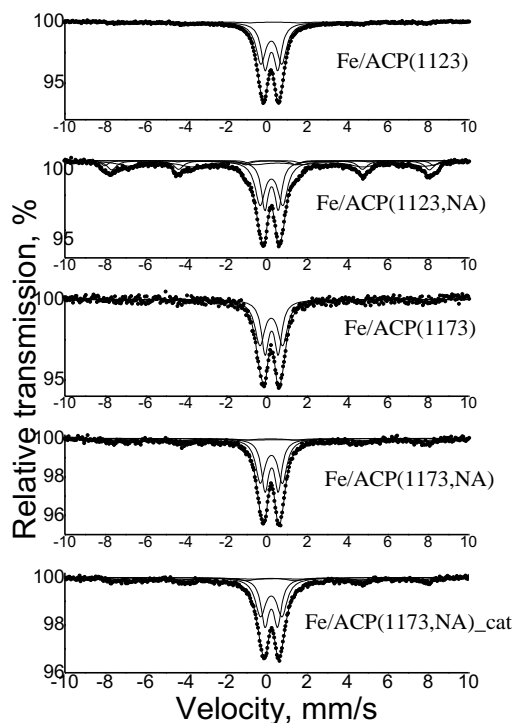 100
Fe/ACP(1123)
95
-10 -8 -6 -4 -2 0 2 4 6 8 10
100
Fe/ACP(1123,NA)
95
-10 -8 -6 -4 -2 0 2 4 6 8 10
100
Fe/ACP(1173)
95
-10 -8 -6 -4 -2 0 2 4 6 8 10
100
98
Fe/ACP(1173,NA)
96
95
-10 -8 -6 -4 -2 0 2 4 6 8 10
100
98
Fe/ACP(1173,NA)_cat
96
-10 -8 -6 -4 -2 0 2 4 6 8 10
Velocity, mm/s
Relative transmission, %